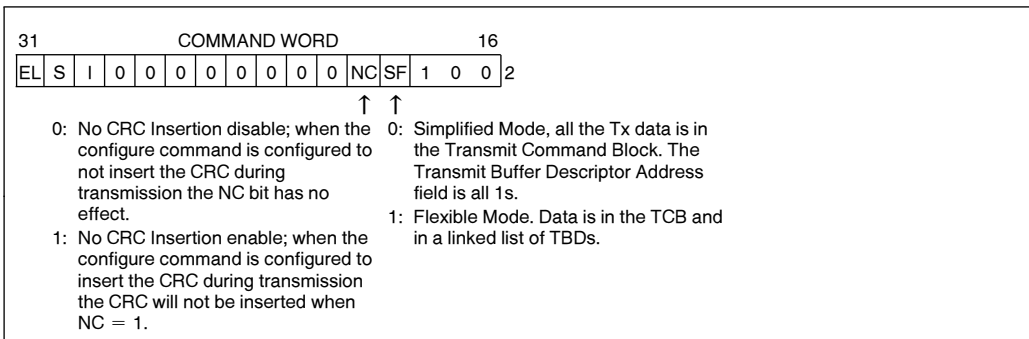 31 COMMAND WORD 16
EL S I 0 0 0 0 0 0 0 0 NC SF 1 0 0 2
↑ ↑
0: No CRC Insertion disable; when the
configure command is configured to
not insert the CRC during
transmission the NC bit has no
effect.
1: No CRC Insertion enable; when the
configure command is configured to
insert the CRC during transmission
the CRC will not be inserted when
NC = 1.
0: Simplified Mode, all the Tx data is in
the Transmit Command Block. The
Transmit Buffer Descriptor Address
field is all 1s.
1: Flexible Mode. Data is in the TCB and
in a linked list of TBDs.